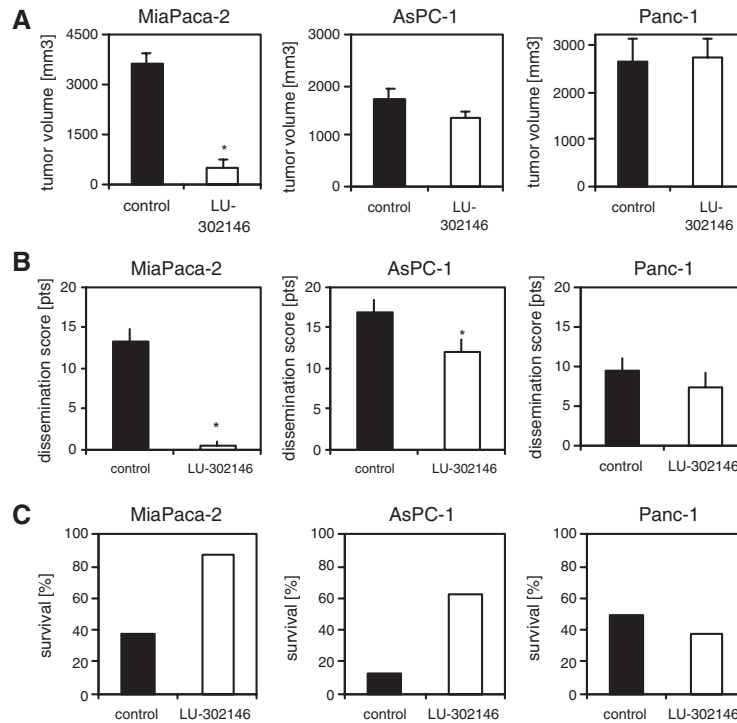 A
MiaPaca-2
AsPC-1
Panc-1
tumor volume [mm3]
4500
3000
1500
0
control
LU-
302146
*
tumor volume [mm3]
3000
2000
1000
0
control
LU-
302146
tumor volume [mm3]
3000
2000
1000
0
control
LU-
302146
B
MiaPaca-2
AsPC-1
Panc-1
dissemination score [pts]
20
15
10
5
0
*
control
LU-302146
dissemination score [pts]
20
15
10
5
0
*
control
LU-302146
dissemination score [pts]
20
15
10
5
0
control
LU-302146
C
MiaPaca-2
AsPC-1
Panc-1
survival [%]
100
80
60
40
20
0
control
LU-302146
survival [%]
100
80
60
40
20
0
control
LU-302146
survival [%]
100
80
60
40
20
0
control
LU-302146